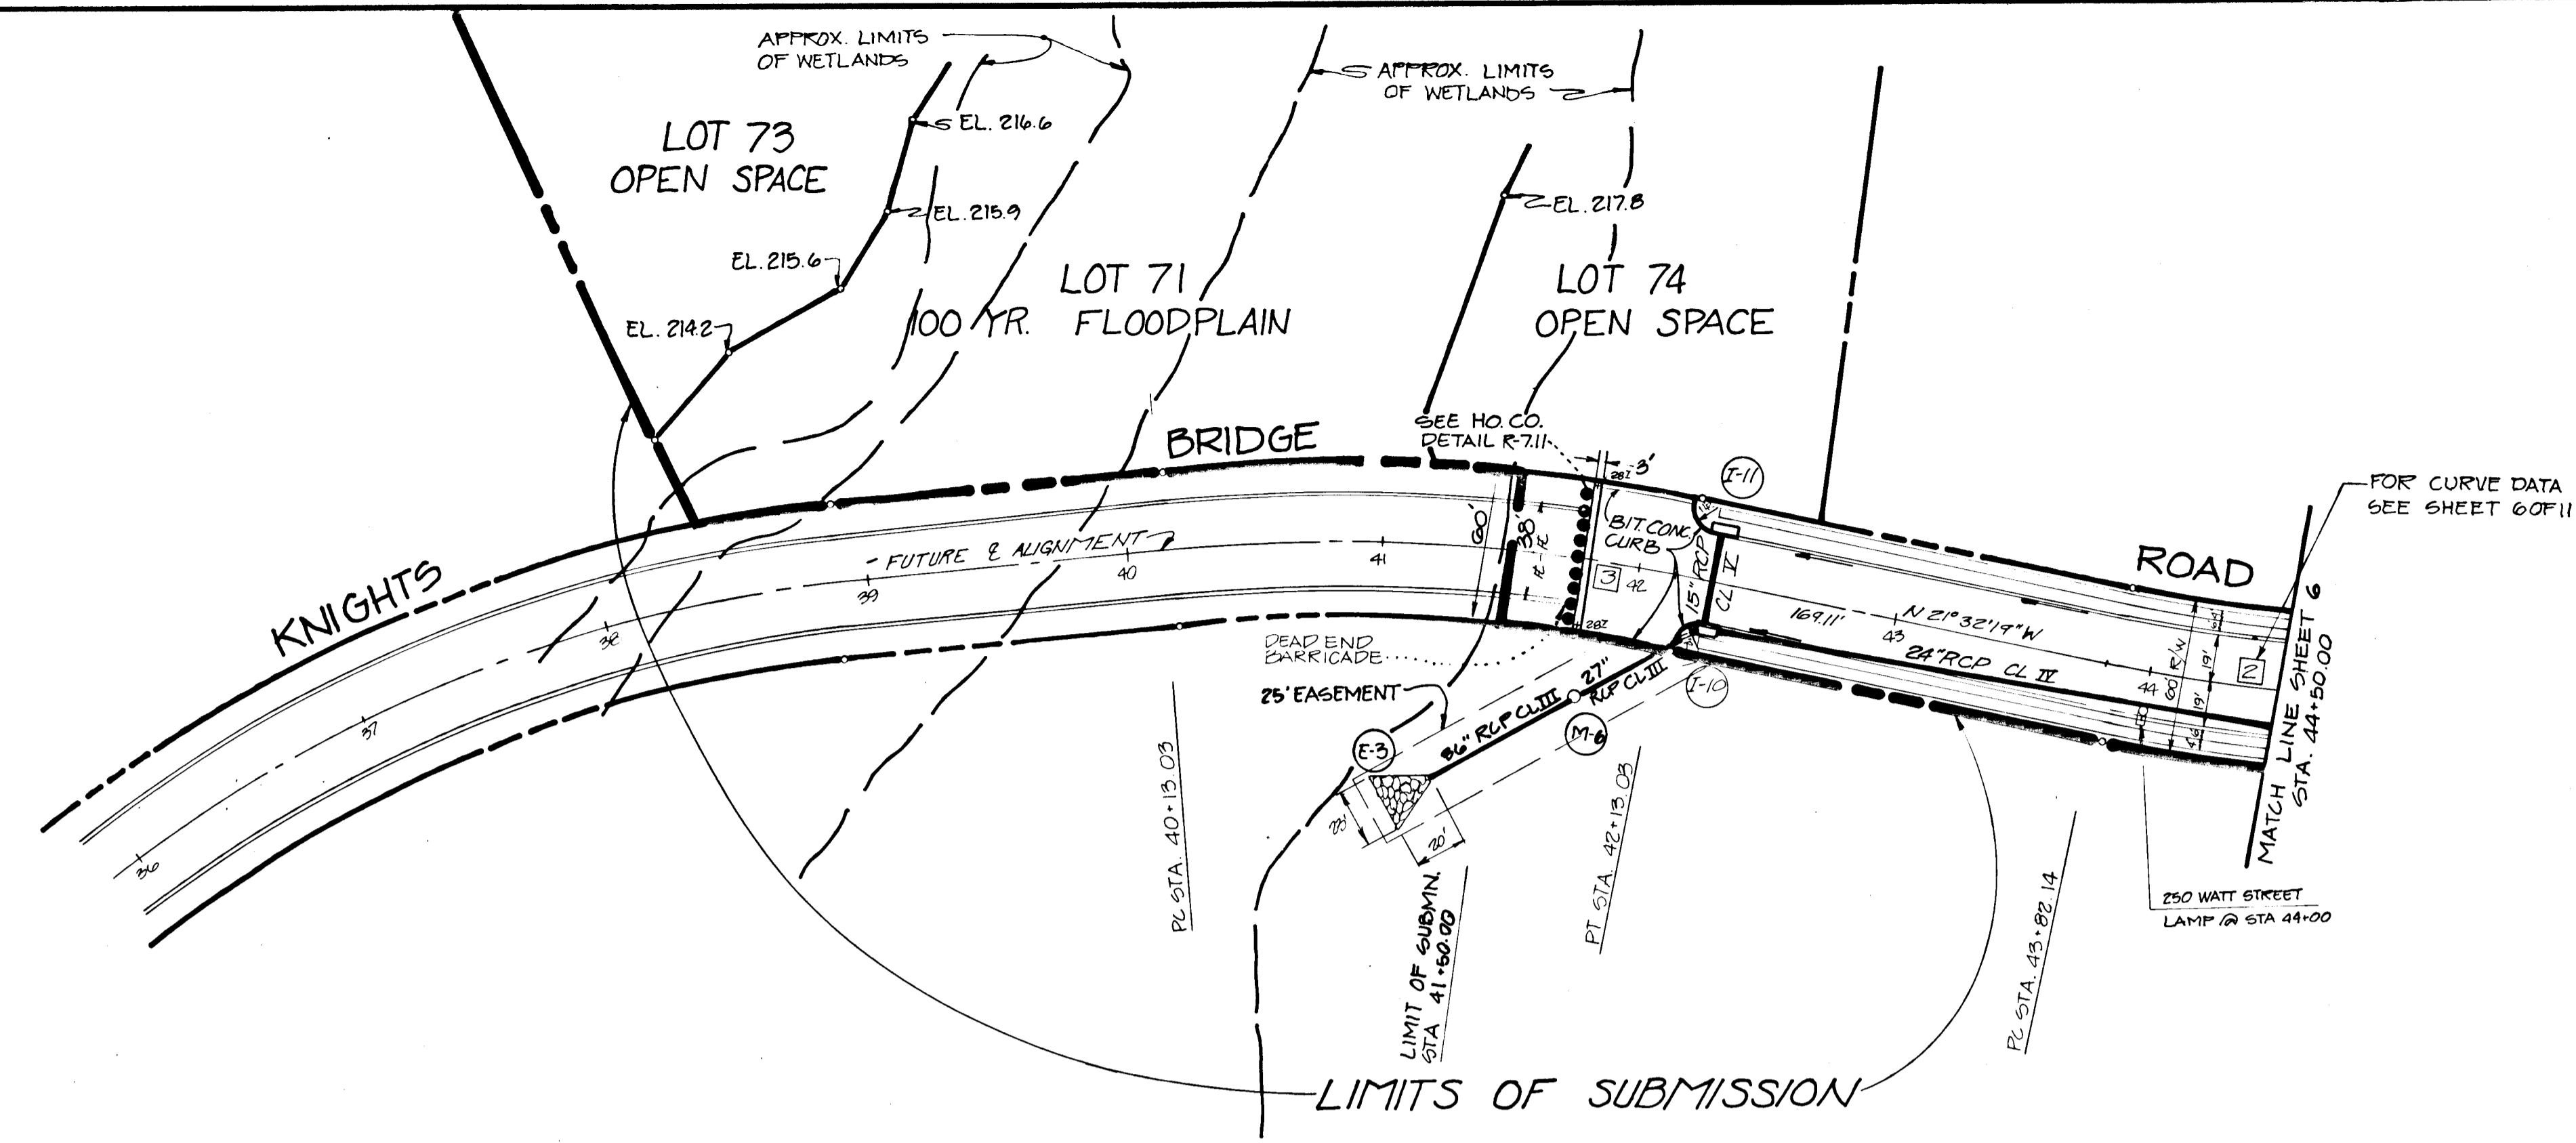 APPROX. LIMITS
OF WETLANDS
APPROX. LIMITS
OF WETLANDS
LOT 73
OPEN SPACE
EL. 216.6
EL. 215.9
EL. 215.6
EL. 214.2
EL. 217.8
LOT 71
100 YR. FLOODPLAIN
LOT 74
OPEN SPACE
SEE HO. CO.
DETAIL R-7.11
3'
I-11
FOR CURVE DATA
SEE SHEET 6 OF 11
KNIGHTS
BRIDGE
ROAD
FUTURE ℄ ALIGNMENT
60'
38'
BIT. CONC.
CURB
15" RCP
CL V
36
37
38
39
40
41
42
43
44
3
2
169.11'
N 21° 32' 19" W
24" RCP CL IV
60' R/W
19'
19'
MATCH LINE SHEET 6
STA. 44+50.00
DEAD END
BARRICADE
25' EASEMENT
27"
RCP CL III
36" RCP CL III
I-10
M-6
E-3
23'
20'
PC STA. 40+13.03
LIMIT OF SUBMN.
STA 41+50.00
PT STA. 42+13.03
PC STA. 43+82.14
250 WATT STREET
LAMP @ STA 44+00
LIMITS OF SUBMISSION